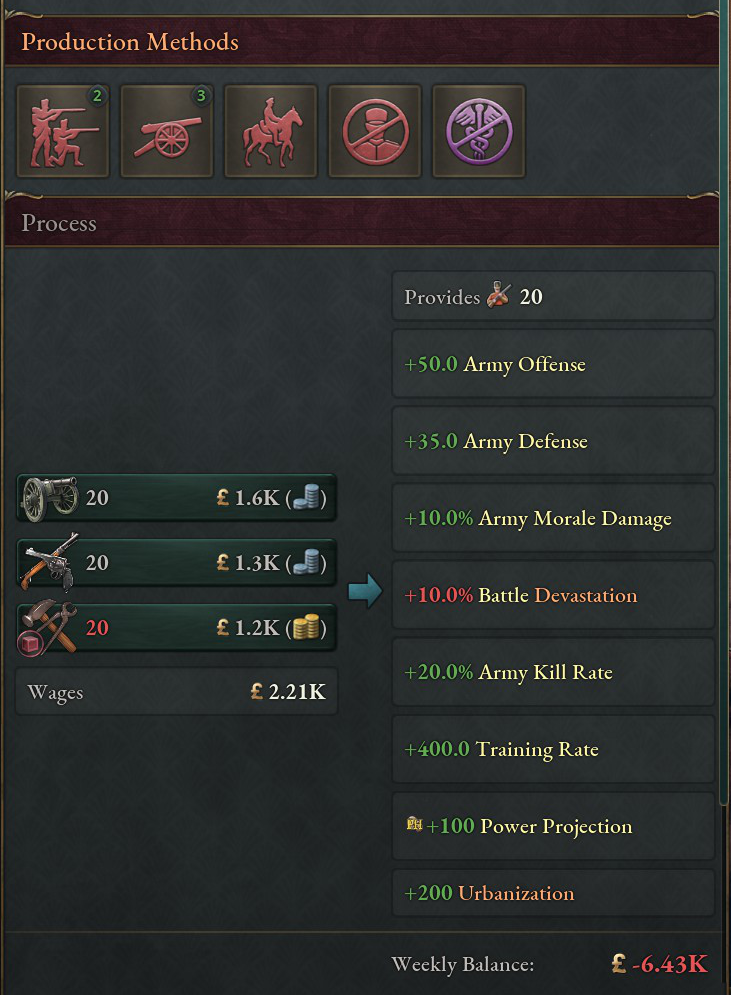 Production Methods
2
3
Process
Provides 20
+50.0 Army Offense
+35.0 Army Defense
+10.0% Army Morale Damage
20 £ 1.6K ( )
20 £ 1.3K ( )
+10.0% Battle Devastation
20 £ 1.2K ( )
+20.0% Army Kill Rate
Wages £ 2.21K
+400.0 Training Rate
+100 Power Projection
+200 Urbanization
Weekly Balance: £ -6.43K